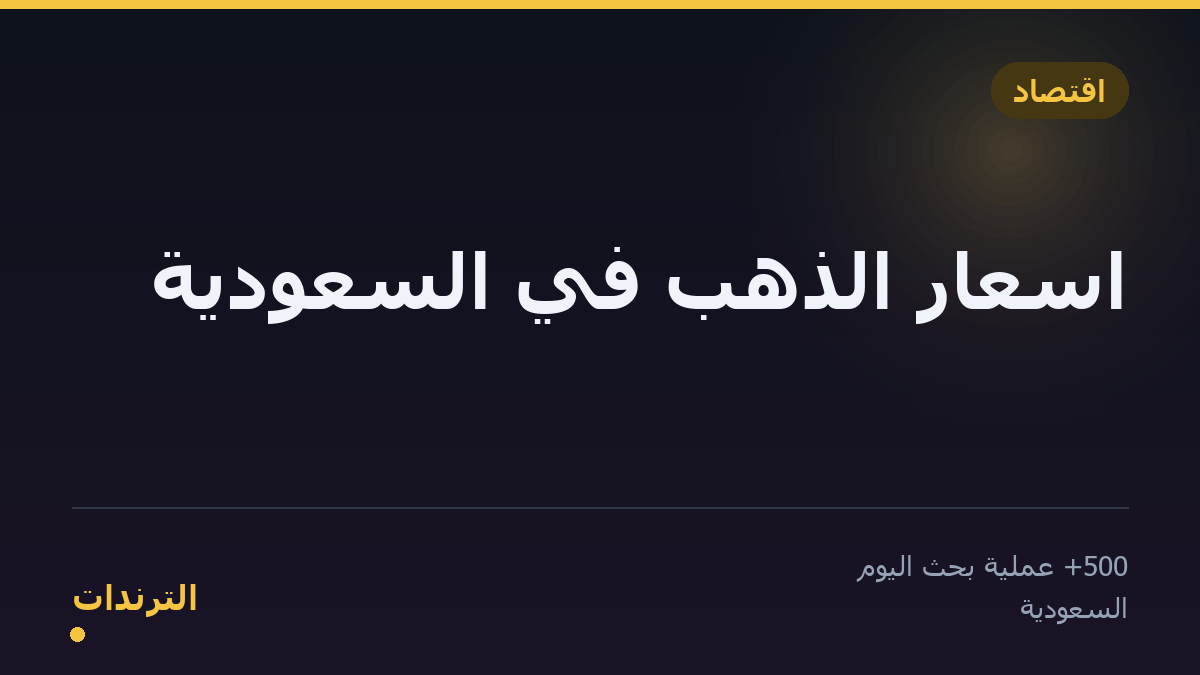 اقتصاد
اسعار الذهب في السعودية
500+ عملية بحث اليوم
السعودية
الترندات